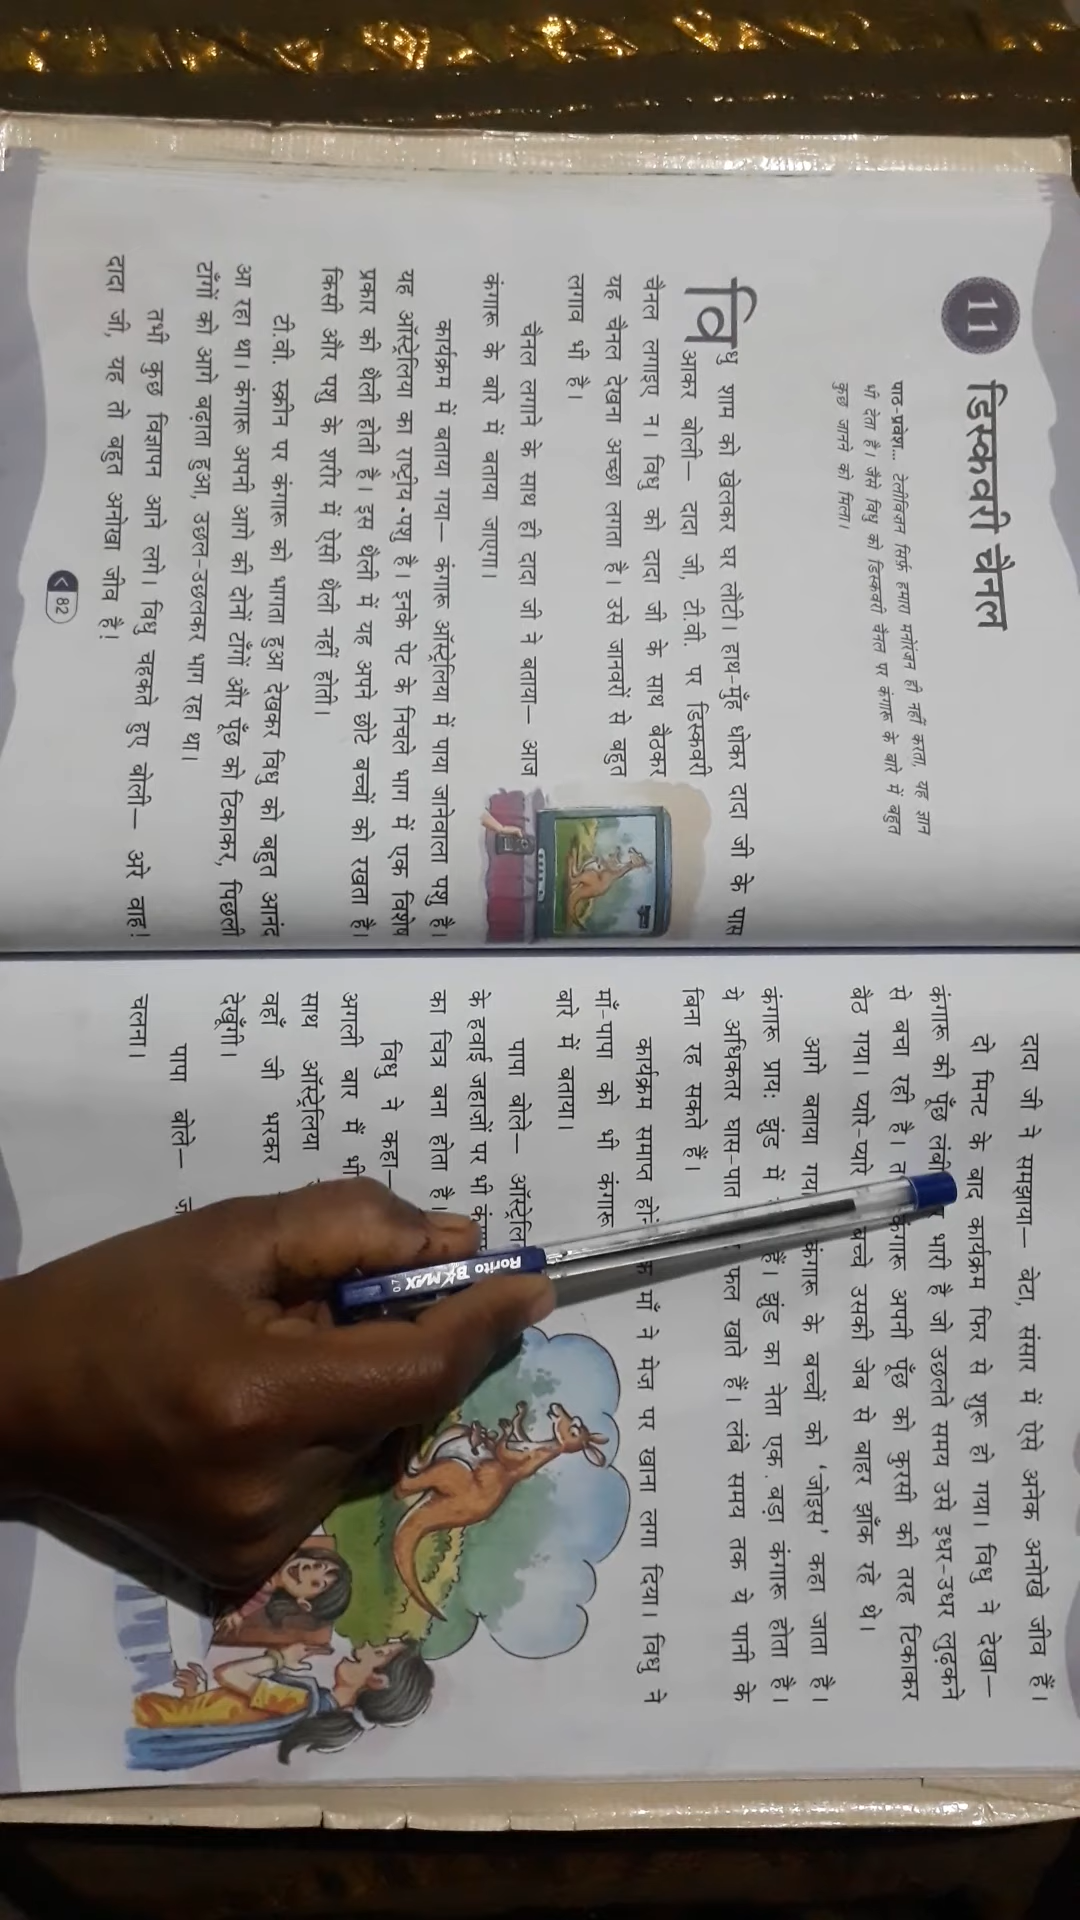 11
डिस्कवरी चैनल
पाठ-प्रवेश... टेलीविज़न सिर्फ़ हमारा मनोरंजन ही नहीं करता, यह ज्ञान
भी देता है। जैसे विधु को डिस्कवरी चैनल पर कंगारू के बारे में बहुत
कुछ जानने को मिला।
विधु शाम को खेलकर घर लौटी। हाथ-मुँह धोकर दादा जी के पास
आकर बोली— दादा जी, टी.वी. पर डिस्कवरी
चैनल लगाइए न। विधु को दादा जी के साथ बैठकर
यह चैनल देखना अच्छा लगता है। उसे जानवरों से बहुत
लगाव भी है।
चैनल लगाने के साथ ही दादा जी ने बताया— आज
कंगारू के बारे में बताया जाएगा।
कार्यक्रम में बताया गया— कंगारू ऑस्ट्रेलिया में पाया जानेवाला पशु है।
यह ऑस्ट्रेलिया का राष्ट्रीय पशु है। इनके पेट के निचले भाग में एक विशेष
प्रकार की थैली होती है। इस थैली में यह अपने छोटे बच्चों को रखता है।
किसी और पशु के शरीर में ऐसी थैली नहीं होती।
टी.वी. स्क्रीन पर कंगारू को भागता हुआ देखकर विधु को बहुत आनंद
आ रहा था। कंगारू अपनी आगे की दोनों टाँगों और पूँछ को टिकाकर, पिछली
टाँगों को आगे बढ़ाता हुआ, उछल-उछलकर भाग रहा था।
तभी कुछ विज्ञापन आने लगे। विधु चहकते हुए बोली— अरे वाह!
दादा जी, यह तो बहुत अनोखा जीव है!
82
दादा जी ने समझाया— बेटा, संसार में ऐसे अनेक अनोखे जीव हैं।
दो मिनट के बाद कार्यक्रम फिर से शुरू हो गया। विधु ने देखा—
कंगारू की पूँछ लंबी भारी है जो उछलते समय उसे इधर-उधर लुढ़कने
से बचा रही है। कंगारू अपनी पूँछ को कुरसी की तरह टिकाकर
बैठ गया। प्यारे-प्यारे बच्चे उसकी जेब से बाहर झाँक रहे थे।
आगे बताया गया कंगारू के बच्चों को ‘जोइस’ कहा जाता है।
कंगारू प्रायः झुंड में हैं। झुंड का नेता एक बड़ा कंगारू होता है।
ये अधिकतर घास-पात फल खाते हैं। लंबे समय तक ये पानी के
बिना रह सकते हैं।
कार्यक्रम समाप्त माँ ने मेज़ पर खाना लगा दिया। विधु ने
माँ-पापा को भी कंगारू
बारे में बताया।
पापा बोले—
के हवाई जहाज़ों पर भी
का चित्र बना होता है।
विधु ने कहा—
अगली बार मैं भी
साथ ऑस्ट्रेलिया
वहाँ जी भरकर
देखूँगी।
पापा बोले—
चलना।
Rorito B MAX 0.7